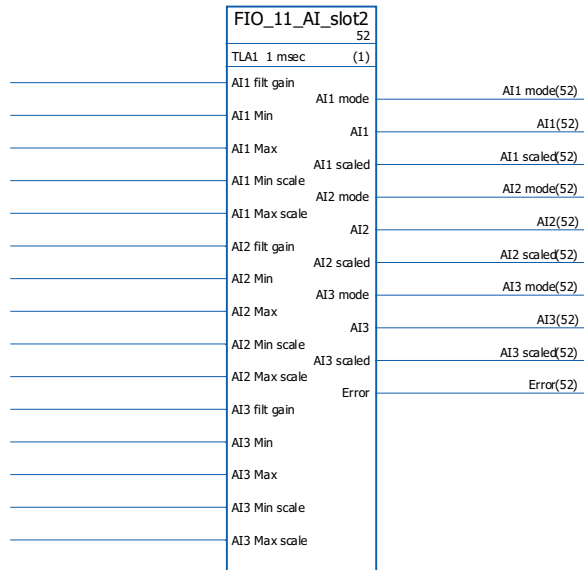 FIO_11_AI_slot2
52
TLA1 1 msec (1)
AI1 filt gain
AI1 mode AI1 mode(52)
AI1 Min
AI1 AI1(52)
AI1 Max
AI1 scaled AI1 scaled(52)
AI1 Min scale
AI2 mode AI2 mode(52)
AI1 Max scale
AI2 AI2(52)
AI2 filt gain
AI2 scaled AI2 scaled(52)
AI2 Min
AI3 mode AI3 mode(52)
AI2 Max
AI3 AI3(52)
AI2 Min scale
AI3 scaled AI3 scaled(52)
AI2 Max scale
Error Error(52)
AI3 filt gain
AI3 Min
AI3 Max
AI3 Min scale
AI3 Max scale